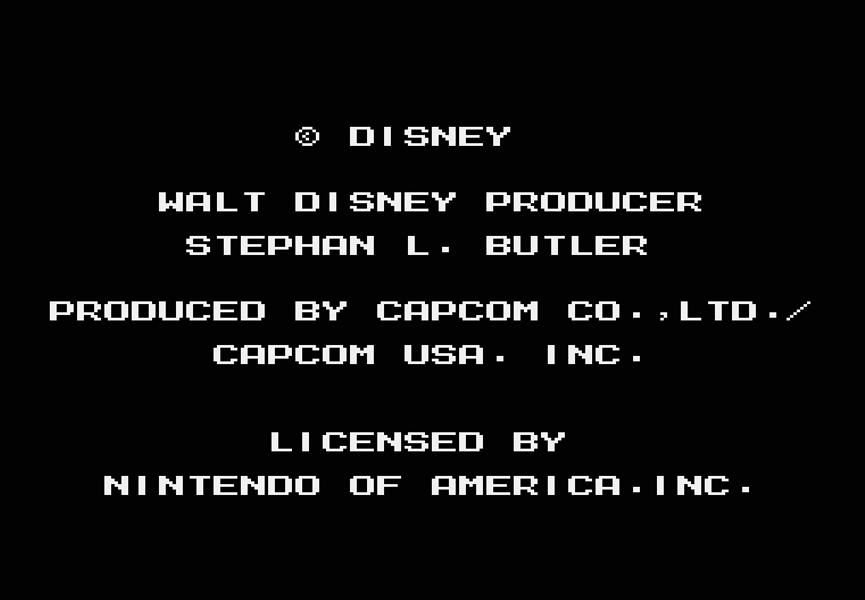 © DISNEY
WALT DISNEY PRODUCER
STEPHAN L. BUTLER
PRODUCED BY CAPCOM CO.,LTD./
CAPCOM USA. INC.
LICENSED BY
NINTENDO OF AMERICA.INC.